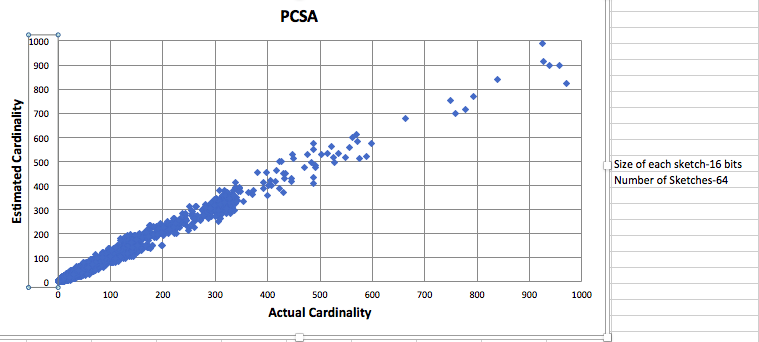 PCSA
1000
900
800
700
600
500
400
300
200
100
0
Estimated Cardinality
0 100 200 300 400 500 600 700 800 900 1000
Actual Cardinality
Size of each sketch-16 bits
Number of Sketches-64